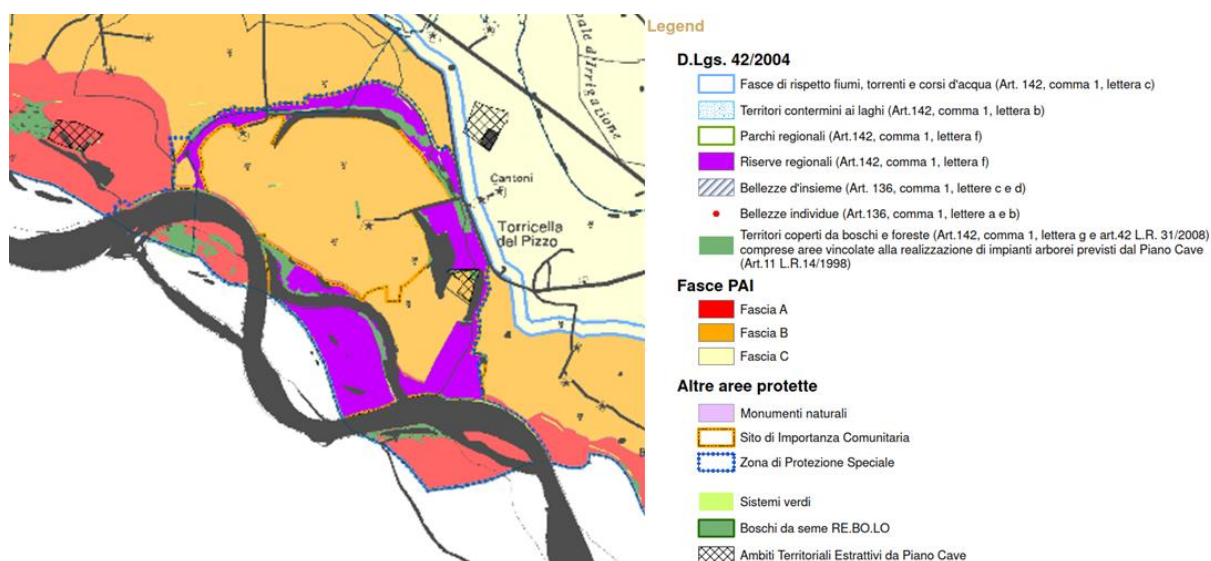 pale d'Irrigazione
Cantoni
Torricella
del Pizzo
Legend
D.Lgs. 42/2004
Fasce di rispetto fiumi, torrenti e corsi d'acqua (Art. 142, comma 1, lettera c)
Territori contermini ai laghi (Art.142, comma 1, lettera b)
Parchi regionali (Art.142, comma 1, lettera f)
Riserve regionali (Art.142, comma 1, lettera f)
Bellezze d'insieme (Art. 136, comma 1, lettere c e d)
Bellezze individue (Art.136, comma 1, lettere a e b)
Territori coperti da boschi e foreste (Art.142, comma 1, lettera g e art.42 L.R. 31/2008)
comprese aree vincolate alla realizzazione di impianti arborei previsti dal Piano Cave
(Art.11 L.R.14/1998)
Fasce PAI
Fascia A
Fascia B
Fascia C
Altre aree protette
Monumenti naturali
Sito di Importanza Comunitaria
Zona di Protezione Speciale
Sistemi verdi
Boschi da seme RE.BO.LO
Ambiti Territoriali Estrattivi da Piano Cave